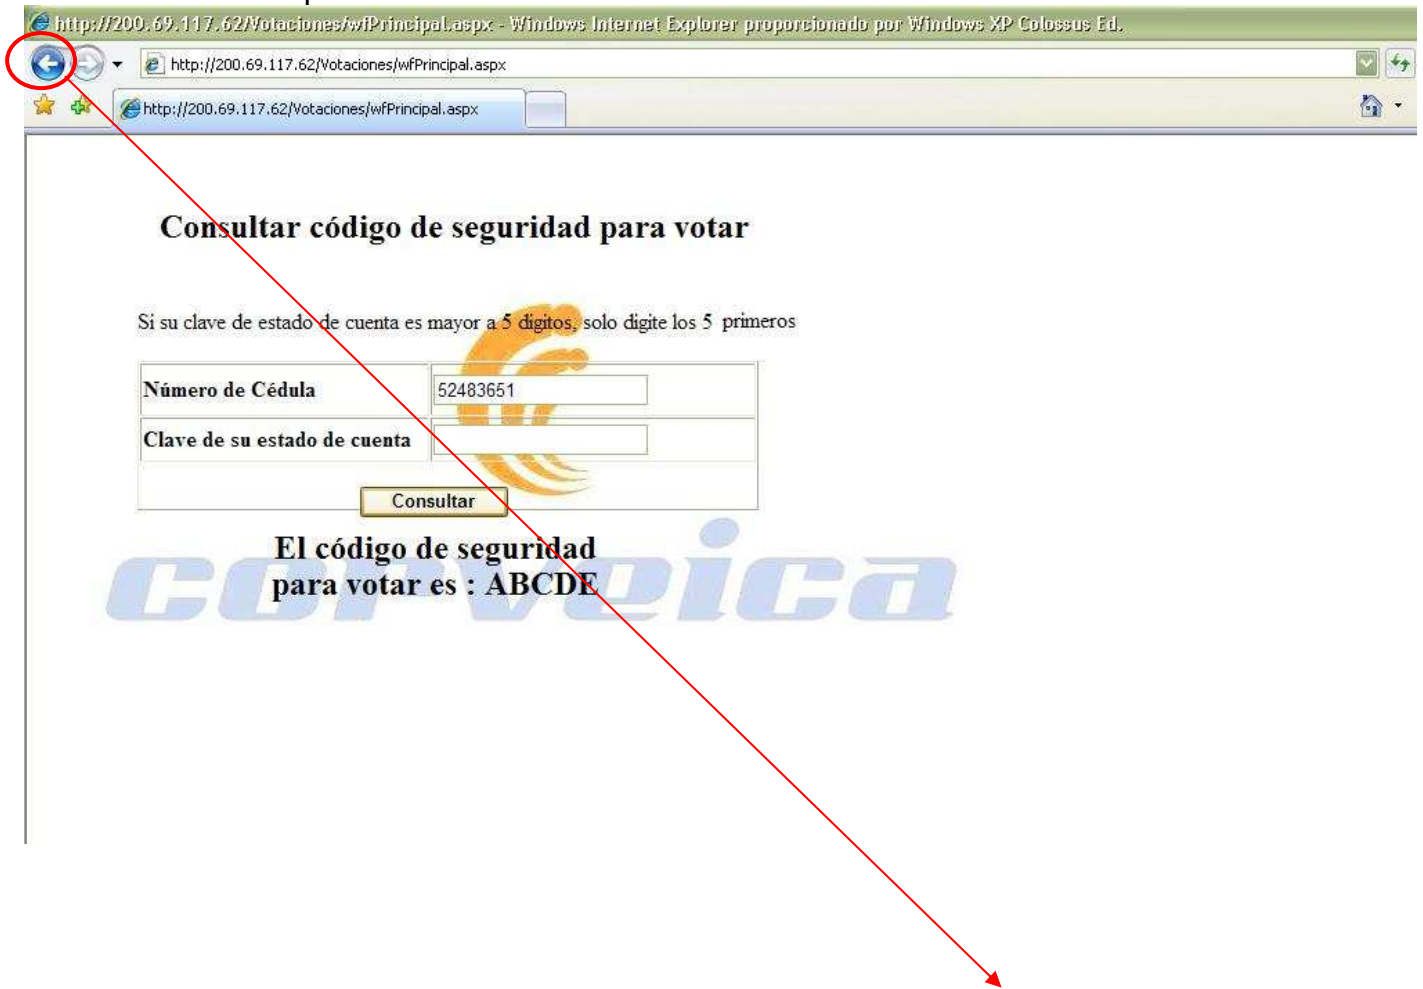 http://200.69.117.62/Votaciones/wfPrincipal.aspx - Windows Internet Explorer proporcionado por Windows XP Colossus Ed.
http://200.69.117.62/Votaciones/wfPrincipal.aspx
http://200.69.117.62/Votaciones/wfPrincipal.aspx
Consultar código de seguridad para votar
Si su clave de estado de cuenta es mayor a 5 digitos, solo digite los 5 primeros
Número de Cédula 52483651
Clave de su estado de cuenta
Consultar
El código de seguridad
para votar es : ABCDE
corveica